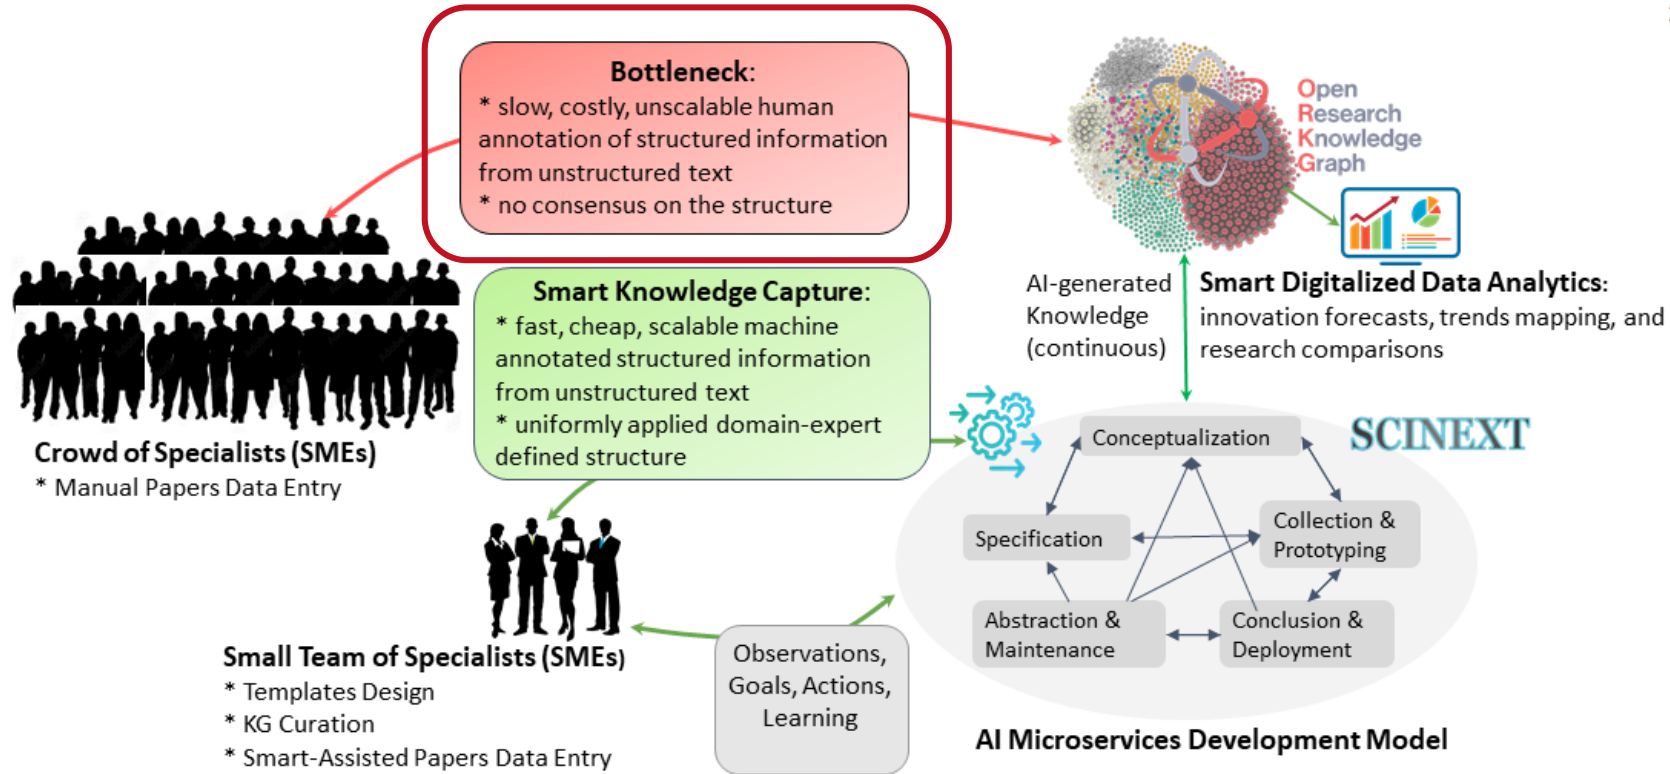 Bottleneck:
* slow, costly, unscalable human
annotation of structured information
from unstructured text
* no consensus on the structure
Open
Research
Knowledge
Graph
Smart Knowledge Capture:
* fast, cheap, scalable machine
annotated structured information
from unstructured text
* uniformly applied domain-expert
defined structure
AI-generated
Knowledge
(continuous)
Smart Digitalized Data Analytics:
innovation forecasts, trends mapping, and
research comparisons
Crowd of Specialists (SMEs)
* Manual Papers Data Entry
SCINEXT
Conceptualization
Specification
Collection &
Prototyping
Abstraction &
Maintenance
Conclusion &
Deployment
Observations,
Goals, Actions,
Learning
Small Team of Specialists (SMEs)
* Templates Design
* KG Curation
* Smart-Assisted Papers Data Entry
AI Microservices Development Model